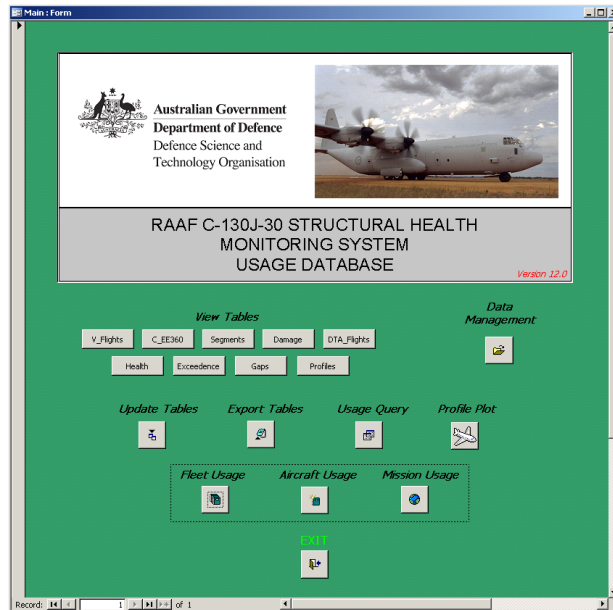 Main : Form
Australian Government
Department of Defence
Defence Science and
Technology Organisation
RAAF C-130J-30 STRUCTURAL HEALTH
MONITORING SYSTEM
USAGE DATABASE
Version 12.0
View Tables
Data
Management
V_Flights C_EE360 Segments Damage DTA_Flights
Health Exceedence Gaps Profiles
Update Tables Export Tables Usage Query Profile Plot
Fleet Usage Aircraft Usage Mission Usage
EXIT
Record: 1 of 1